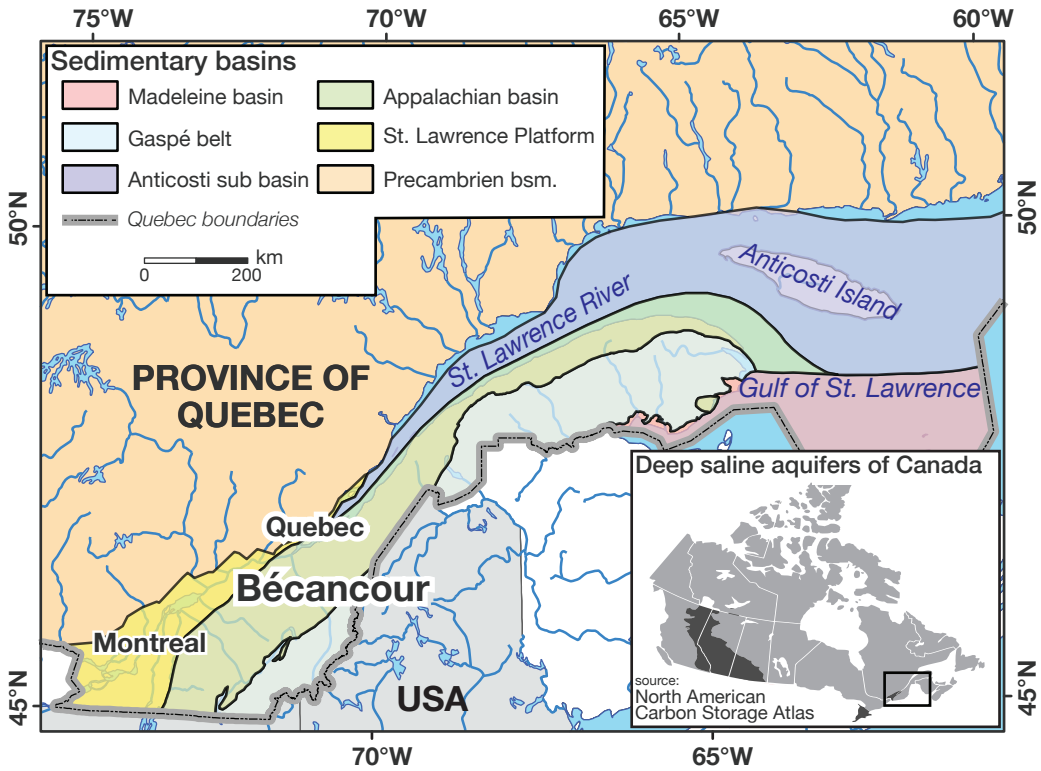 75°W 70°W 65°W 60°W
Sedimentary basins
Madeleine basin
Appalachian basin
Gaspé belt
St. Lawrence Platform
Anticosti sub basin
Precambrien bsm.
Quebec boundaries
km
0 200
50°N
50°N
Anticosti Island
St. Lawrence River
PROVINCE OF
QUEBEC
Gulf of St. Lawrence
Deep saline aquifers of Canada
Quebec
Bécancour
Montreal
USA
source:
North American
Carbon Storage Atlas
45°N
45°N
70°W 65°W